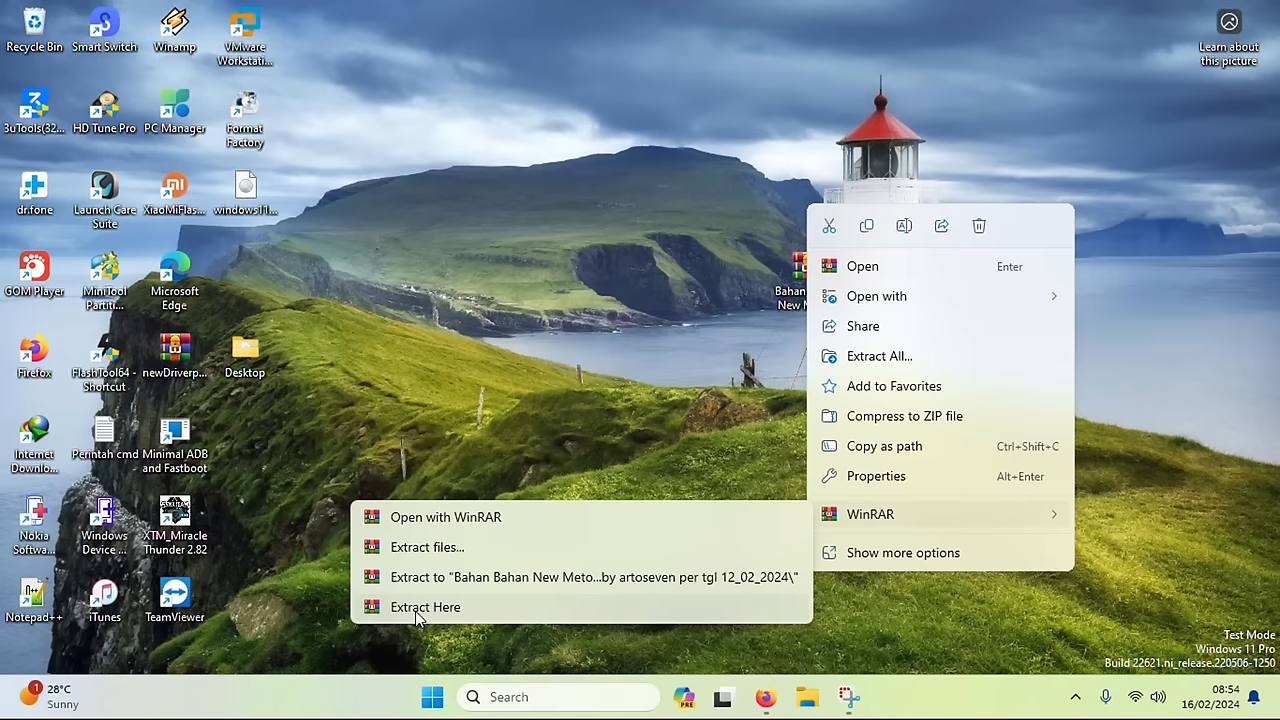 Recycle Bin
Smart Switch
Winamp
VMware
Workstati...
Learn about
this picture
3uTools(32...
HD Tune Pro
PC Manager
Format
Factory
dr.fone
Launch Care
Suite
XiaoMiFlas...
windows11...
GOM Player
MiniTool
Partiti...
Microsoft
Edge
Bahan
New M
Firefox
FlashTool64 -
Shortcut
newDriverp...
Desktop
Internet
Downlo...
Perintah cmd
Minimal ADB
and Fastboot
Nokia
Softwa...
Windows
Device ...
XTM_Miracle
Thunder 2.82
Notepad++
iTunes
TeamViewer
Open Enter
Open with
Share
Extract All...
Add to Favorites
Compress to ZIP file
Copy as path Ctrl+Shift+C
Properties Alt+Enter
WinRAR
Show more options
Open with WinRAR
Extract files...
Extract to "Bahan Bahan New Meto...by artoseven per tgl 12_02_2024\"
Extract Here
Test Mode
Windows 11 Pro
Build 22621.ni_release.220506-1250
1
28°C
Sunny
Search
PRE
08:54
16/02/2024